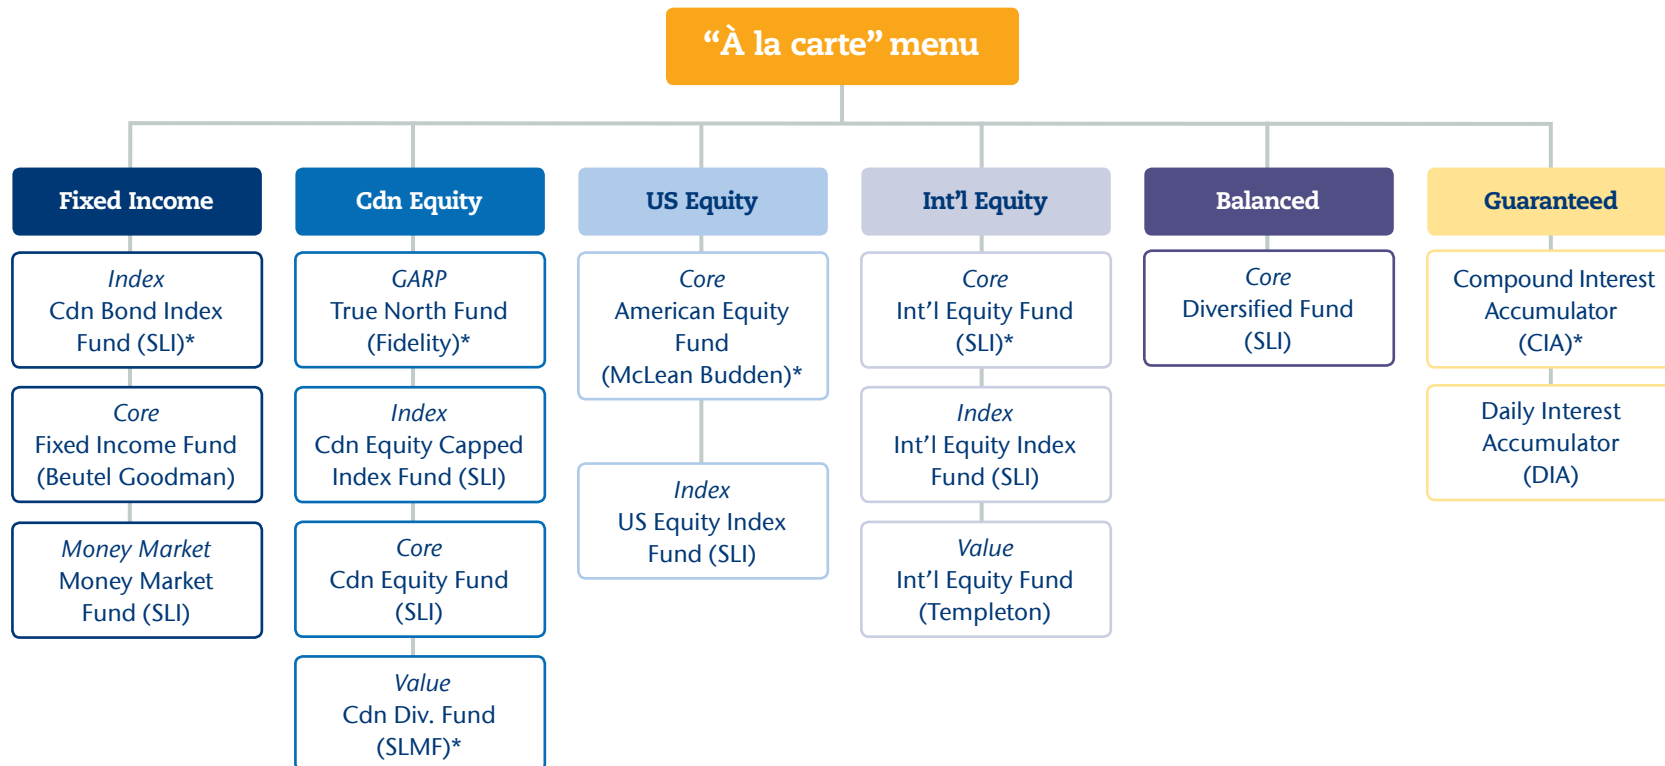 “À la carte” menu
Fixed Income
Index
Cdn Bond Index
Fund (SLI)*
Core
Fixed Income Fund
(Beutel Goodman)
Money Market
Money Market
Fund (SLI)
Cdn Equity
GARP
True North Fund
(Fidelity)*
Index
Cdn Equity Capped
Index Fund (SLI)
Core
Cdn Equity Fund
(SLI)
Value
Cdn Div. Fund
(SLMF)*
US Equity
Core
American Equity
Fund
(McLean Budden)*
Index
US Equity Index
Fund (SLI)
Int’l Equity
Core
Int’l Equity Fund
(SLI)*
Index
Int’l Equity Index
Fund (SLI)
Value
Int’l Equity Fund
(Templeton)
Balanced
Core
Diversified Fund
(SLI)
Guaranteed
Compound Interest
Accumulator
(CIA)*
Daily Interest
Accumulator
(DIA)